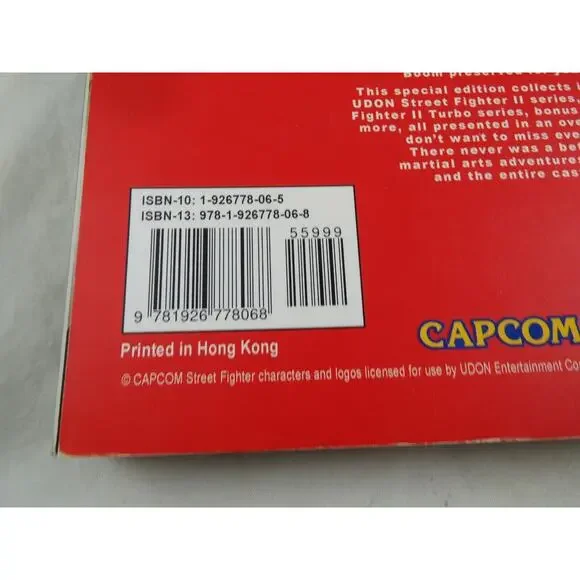 Boom preserved for
This special edition collects
UDON Street Fighter II series,
Fighter II Turbo series, bonus
more, all presented in an ove
don't want to miss eve
There never was a bet
martial arts adventures
and the entire cas
ISBN-10: 1-926778-06-5
ISBN-13: 978-1-926778-06-8
55999
9 781926 778068
Printed in Hong Kong
CAPCOM
© CAPCOM Street Fighter characters and logos licensed for use by UDON Entertainment Co